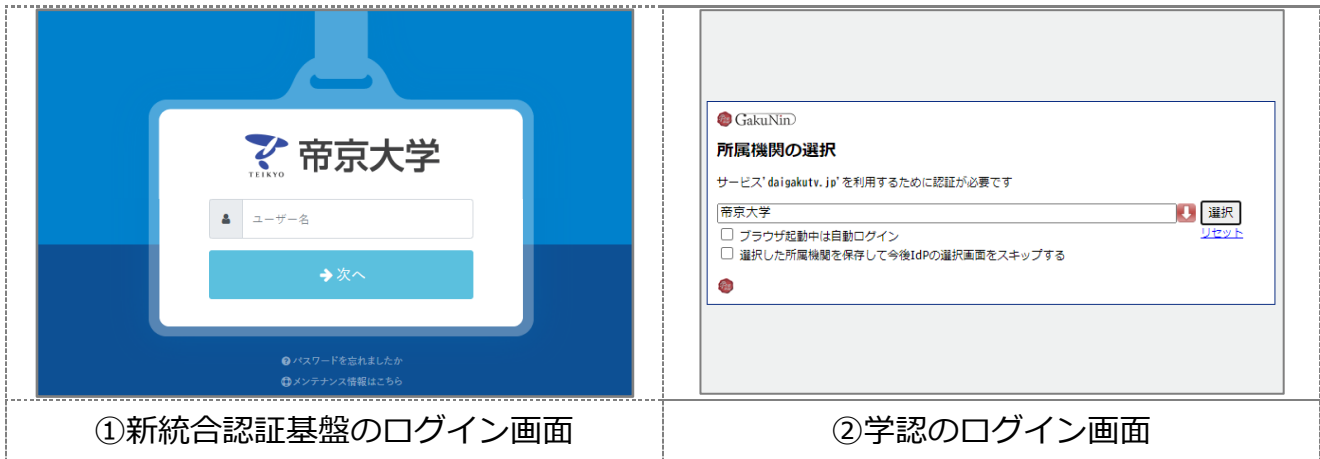 TEIKYO
帝京大学
ユーザー名
次へ
パスワードを忘れましたか
メンテナンス情報はこちら
①新統合認証基盤のログイン画面
GakuNin
所属機関の選択
サービス'daigakutv.jp'を利用するために認証が必要です
帝京大学 選択
リセット
ブラウザ起動中は自動ログイン
選択した所属機関を保存して今後IdPの選択画面をスキップする
②学認のログイン画面